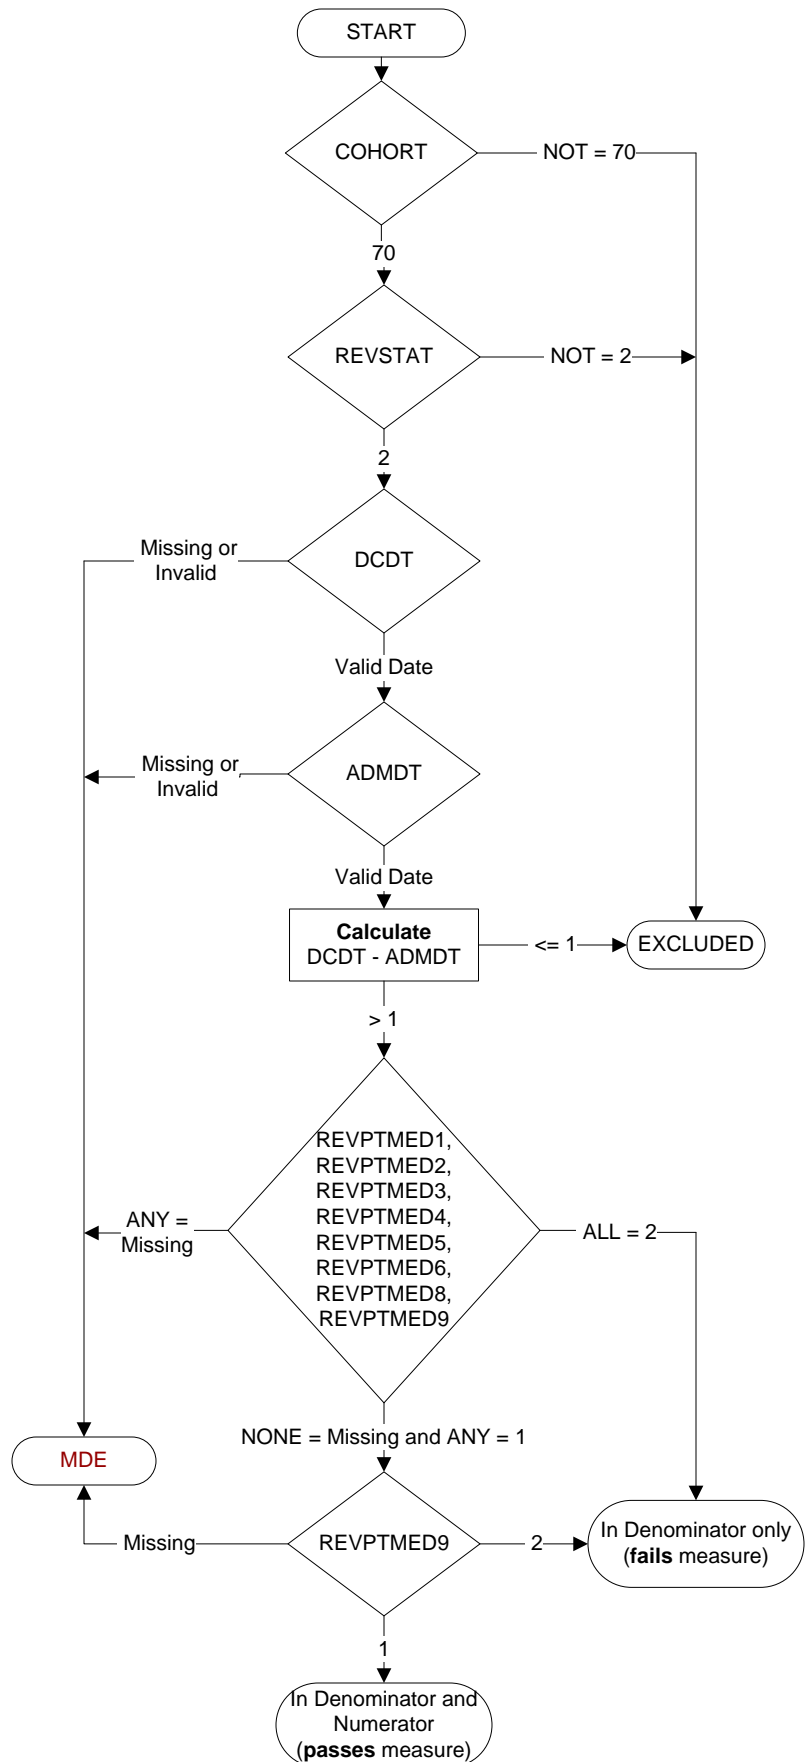 START
COHORT
NOT = 70
70
REVSTAT
NOT = 2
2
Missing or
Invalid
DCDT
Valid Date
Missing or
Invalid
ADMDT
Valid Date
Calculate
DCDT - ADMDT
<= 1
EXCLUDED
> 1
REVPTMED1,
REVPTMED2,
REVPTMED3,
REVPTMED4,
REVPTMED5,
REVPTMED6,
REVPTMED8,
REVPTMED9
ANY =
Missing
ALL = 2
NONE = Missing and ANY = 1
MDE
Missing
REVPTMED9
2
In Denominator only
(fails measure)
1
In Denominator and
Numerator
(passes measure)